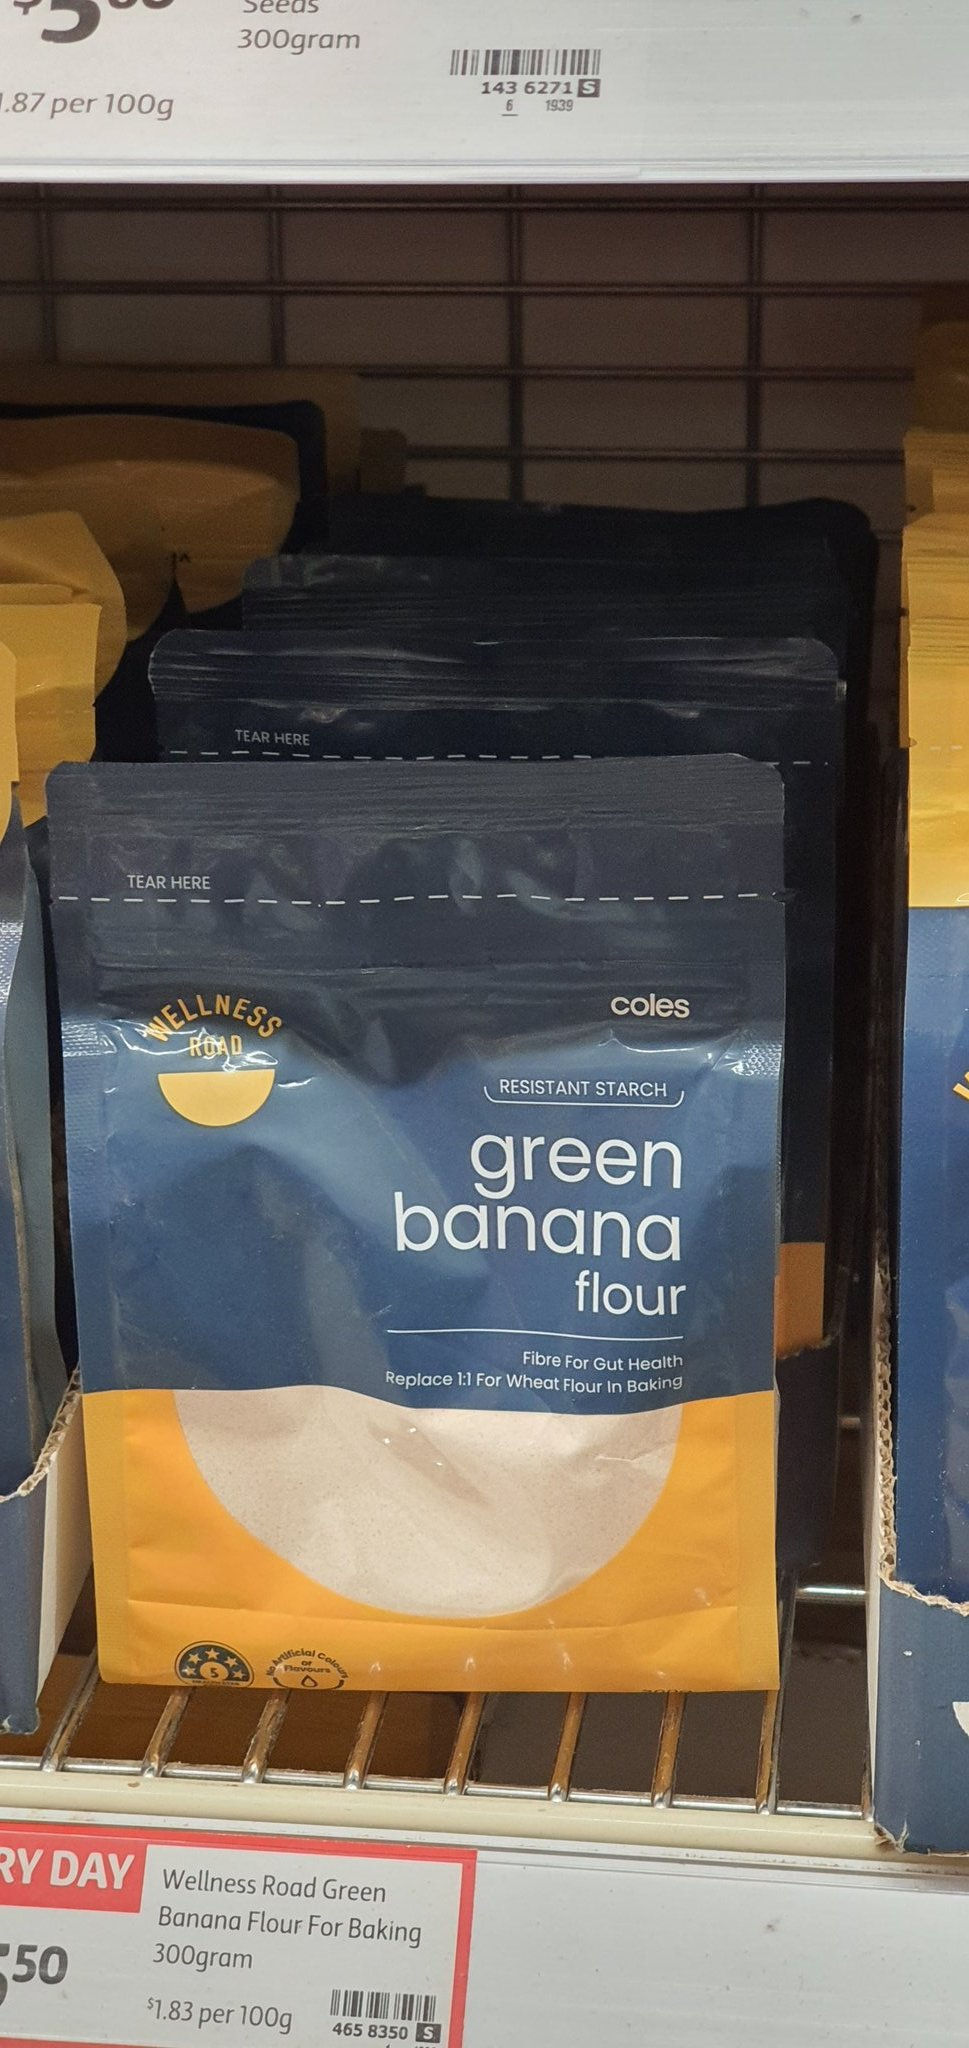 Seeds
300gram
.87 per 100g
143 6271 S
6 1939
TEAR HERE
TEAR HERE
WELLNESS
ROAD
coles
RESISTANT STARCH
green
banana
flour
Fibre For Gut Health
Replace 1:1 For Wheat Flour In Baking
5
No Artificial Colours
or
Flavours
RY DAY
Wellness Road Green
Banana Flour For Baking
300gram
50
$1.83 per 100g
465 8350 S